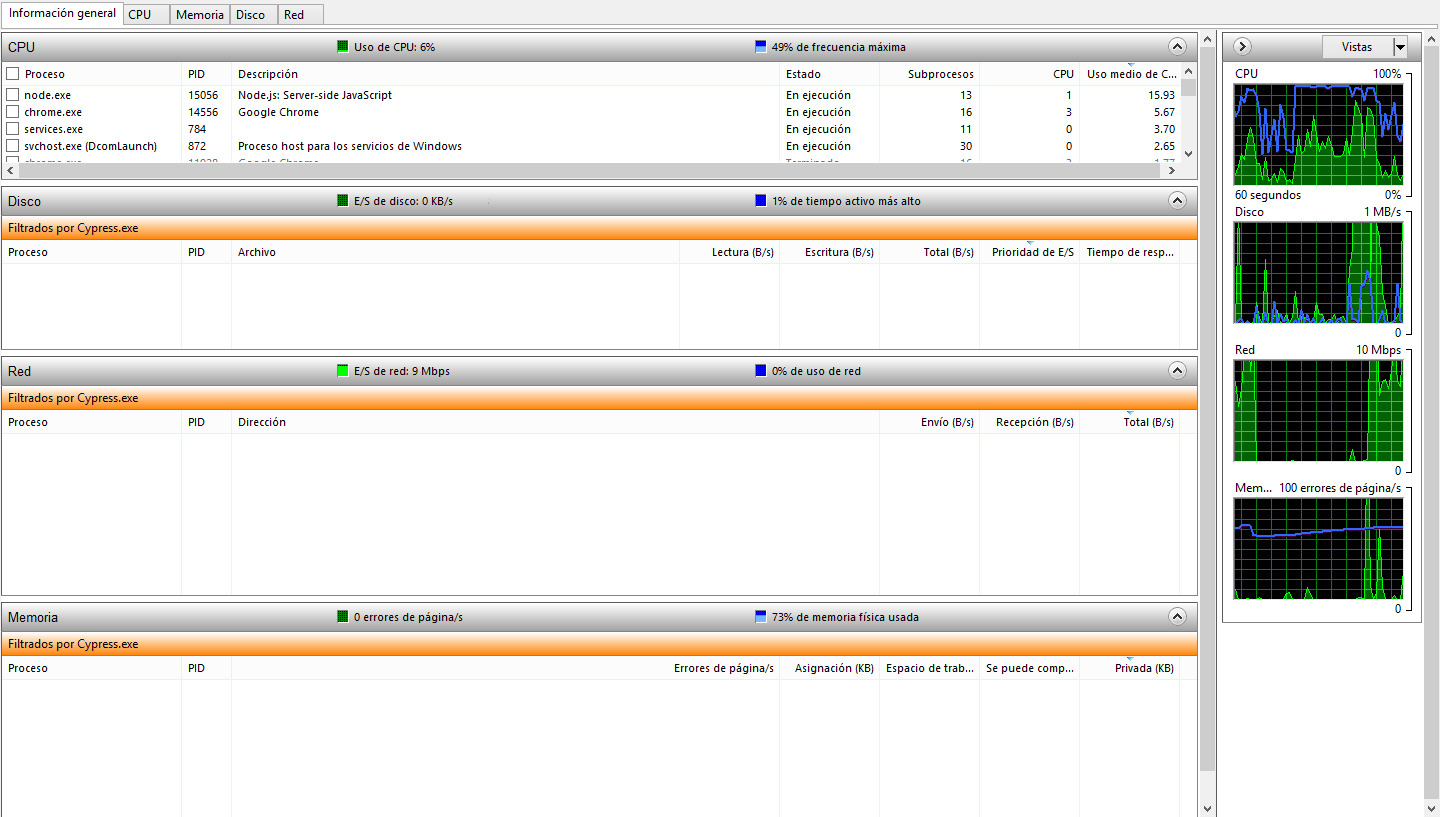 Información general CPU Memoria Disco Red
CPU Uso de CPU: 6% 49% de frecuencia máxima
Proceso PID Descripción Estado Subprocesos CPU Uso medio de C...
node.exe 15056 Node.js: Server-side JavaScript En ejecución 13 1 15.93
chrome.exe 14556 Google Chrome En ejecución 16 3 5.67
services.exe 784 En ejecución 11 0 3.70
svchost.exe (DcomLaunch) 872 Proceso host para los servicios de Windows En ejecución 30 0 2.65
Disco E/S de disco: 0 KB/s 1% de tiempo activo más alto
Filtrados por Cypress.exe
Proceso PID Archivo Lectura (B/s) Escritura (B/s) Total (B/s) Prioridad de E/S Tiempo de resp...
Red E/S de red: 9 Mbps 0% de uso de red
Filtrados por Cypress.exe
Proceso PID Dirección Envío (B/s) Recepción (B/s) Total (B/s)
Memoria 0 errores de página/s 73% de memoria física usada
Filtrados por Cypress.exe
Proceso PID Errores de página/s Asignación (KB) Espacio de trab... Se puede comp... Privada (KB)
Vistas
CPU 100%
60 segundos 0%
Disco 1 MB/s
0
Red 10 Mbps
0
Mem... 100 errores de página/s
0